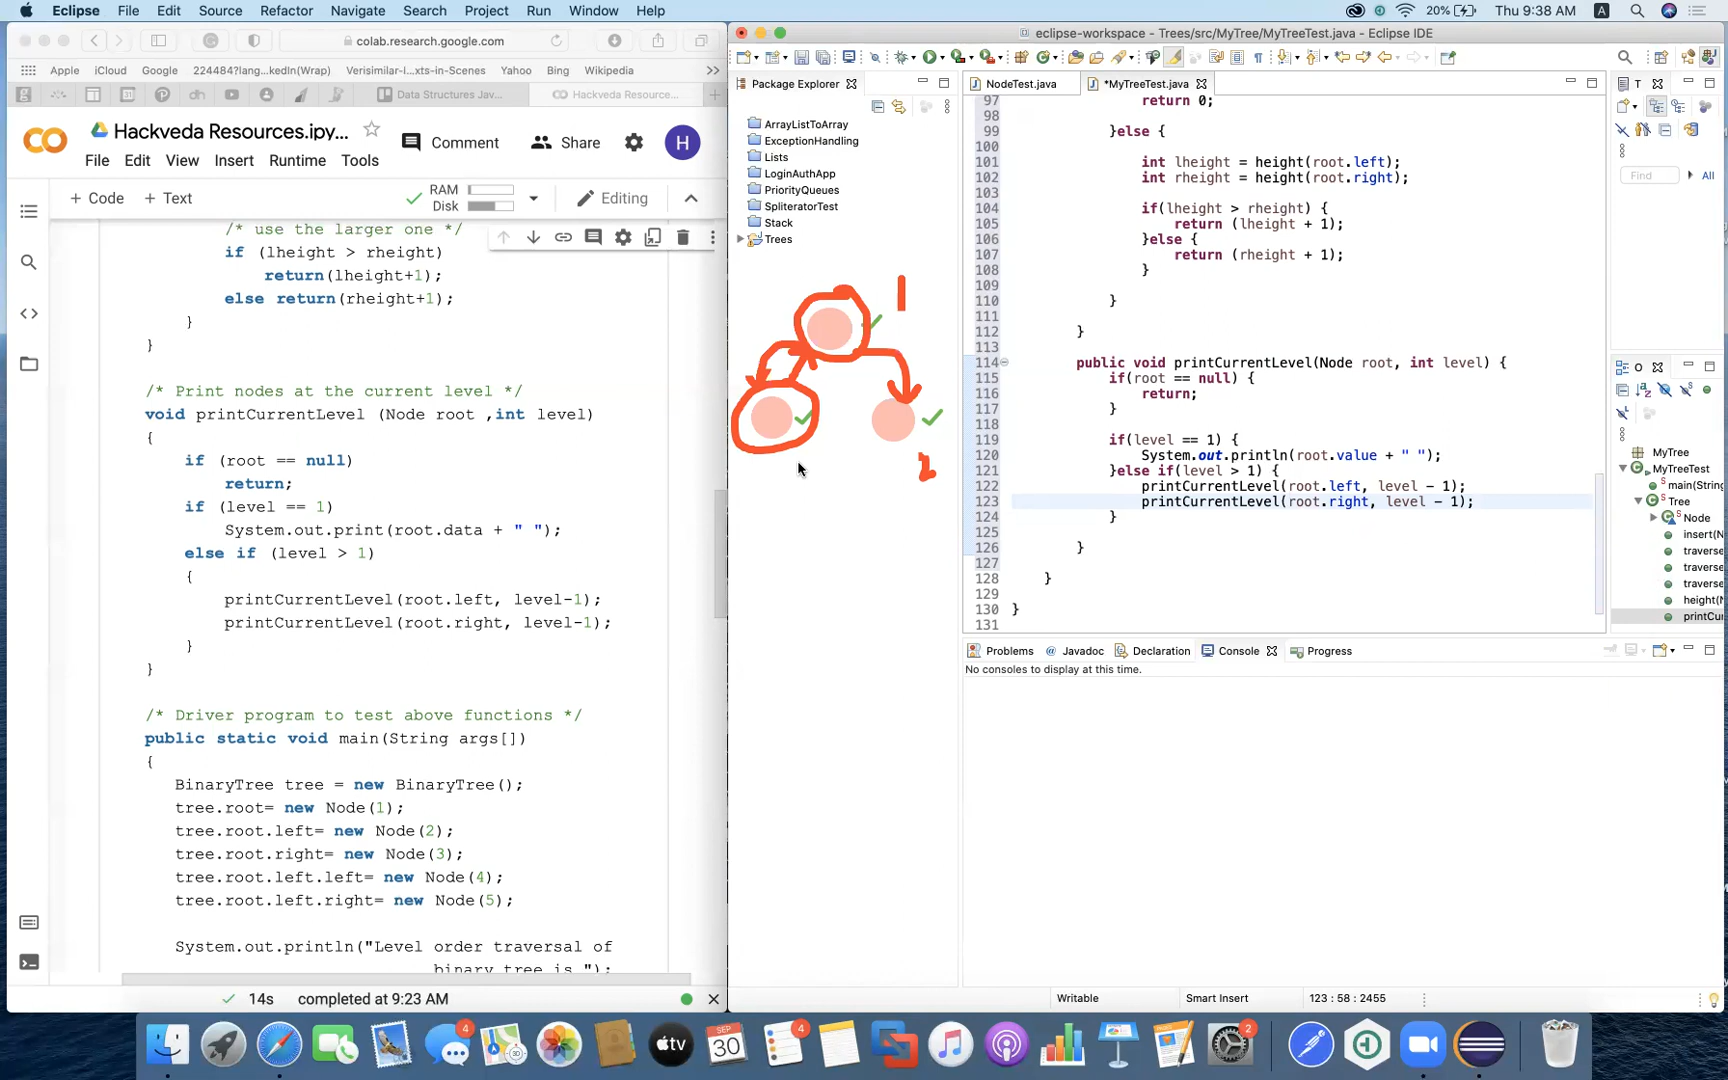 Eclipse File Edit Source Refactor Navigate Search Project Run Window Help 20% Thu 9:38 AM
colab.research.google.com
Apple iCloud Google 224484?lang...kedIn(Wrap) Verisimilar-I...xts-in-Scenes Yahoo Bing Wikipedia
Data Structures Jav... Hackveda Resource...
Hackveda Resources.ipy...
Comment Share H
File Edit View Insert Runtime Tools
+ Code + Text RAM Disk Editing
/* use the larger one */
if (lheight > rheight)
return(lheight+1);
else return(rheight+1);
}
}
/* Print nodes at the current level */
void printCurrentLevel (Node root ,int level)
{
if (root == null)
return;
if (level == 1)
System.out.print(root.data + " ");
else if (level > 1)
{
printCurrentLevel(root.left, level-1);
printCurrentLevel(root.right, level-1);
}
}
/* Driver program to test above functions */
public static void main(String args[])
{
BinaryTree tree = new BinaryTree();
tree.root= new Node(1);
tree.root.left= new Node(2);
tree.root.right= new Node(3);
tree.root.left.left= new Node(4);
tree.root.left.right= new Node(5);
System.out.println("Level order traversal of
binary tree is ");
14s completed at 9:23 AM
eclipse-workspace - Trees/src/MyTree/MyTreeTest.java - Eclipse IDE
Package Explorer
ArrayListToArray
ExceptionHandling
Lists
LoginAuthApp
PriorityQueues
SpliteratorTest
Stack
Trees
1
2
NodeTest.java *MyTreeTest.java
97 return 0;
98
99 }else {
100
101 int lheight = height(root.left);
102 int rheight = height(root.right);
103
104 if(lheight > rheight) {
105 return (lheight + 1);
106 }else {
107 return (rheight + 1);
108 }
109
110 }
111
112 }
113
114 public void printCurrentLevel(Node root, int level) {
115 if(root == null) {
116 return;
117 }
118
119 if(level == 1) {
120 System.out.println(root.value + " ");
121 }else if(level > 1) {
122 printCurrentLevel(root.left, level - 1);
123 printCurrentLevel(root.right, level - 1);
124 }
125
126 }
127
128 }
129
130 }
131
Problems @ Javadoc Declaration Console Progress
No consoles to display at this time.
T
Find All
O
MyTree
MyTreeTest
main(String
Tree
Node
insert(
traverse
traverse
traverse
height(
printCu
Writable Smart Insert 123 : 58 : 2455
4 SEP 30 tv 4 2